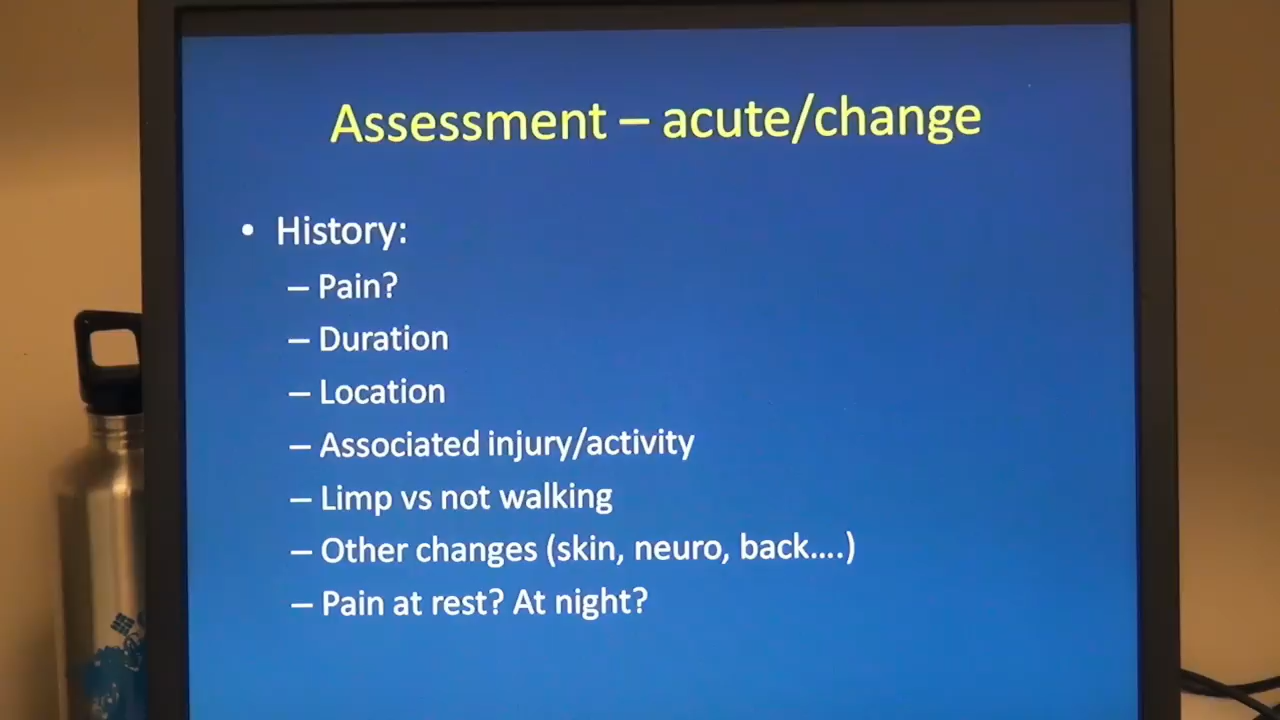 Assessment – acute/change
• History:
– Pain?
– Duration
– Location
– Associated injury/activity
– Limp vs not walking
– Other changes (skin, neuro, back....)
– Pain at rest? At night?